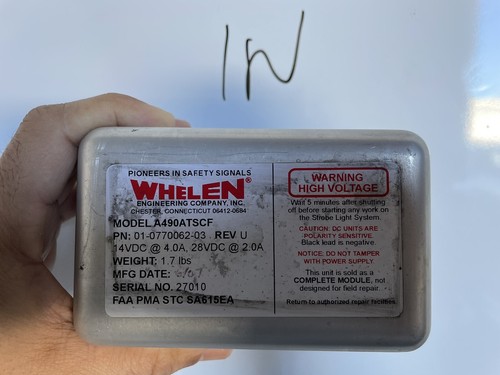 IN
PIONEERS IN SAFETY SIGNALS
WHELEN®
ENGINEERING COMPANY, INC.
CHESTER, CONNECTICUT 06412-0684
MODEL A490ATSCF
PN: 01-0770062-03 REV U
14VDC @ 4.0A, 28VDC @ 2.0A
WEIGHT: 1.7 lbs
MFG DATE:
SERIAL NO. 27010
FAA PMA STC SA615EA
WARNING
HIGH VOLTAGE
Wait 5 minutes after shutting
off before starting any work on
the Strobe Light System.
CAUTION: DC UNITS ARE
POLARITY SENSITIVE.
Black lead is negative.
NOTICE: DO NOT TAMPER
WITH POWER SUPPLY.
This unit is sold as a
COMPLETE MODULE, not
designed for field repair.
Return to authorized repair facilities.